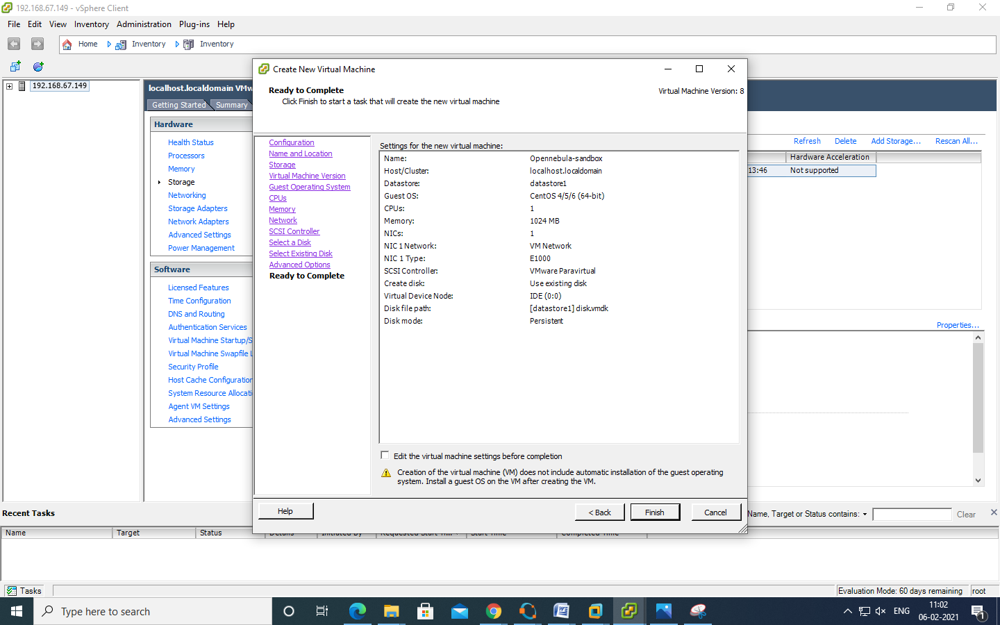 192.168.67.149 - vSphere Client
File Edit View Inventory Administration Plug-ins Help
Home Inventory Inventory
192.168.67.149
localhost.localdomain VMw
Getting Started Summary
Hardware
Health Status
Processors
Memory
Storage
Networking
Storage Adapters
Network Adapters
Advanced Settings
Power Management
Software
Licensed Features
Time Configuration
DNS and Routing
Authentication Services
Virtual Machine Startup/S
Virtual Machine Swapfile L
Security Profile
Host Cache Configuration
System Resource Allocati
Agent VM Settings
Advanced Settings
Create New Virtual Machine
Ready to Complete
Click Finish to start a task that will create the new virtual machine
Virtual Machine Version: 8
Configuration
Name and Location
Storage
Virtual Machine Version
Guest Operating System
CPUs
Memory
Network
SCSI Controller
Select a Disk
Select Existing Disk
Advanced Options
Ready to Complete
Settings for the new virtual machine:
Name: Opennebula-sandbox
Host/Cluster: localhost.localdomain
Datastore: datastore1
Guest OS: CentOS 4/5/6 (64-bit)
CPUs: 1
Memory: 1024 MB
NICs: 1
NIC 1 Network: VM Network
NIC 1 Type: E1000
SCSI Controller: VMware Paravirtual
Create disk: Use existing disk
Virtual Device Node: IDE (0:0)
Disk file path: [datastore1] disk.vmdk
Disk mode: Persistent
Edit the virtual machine settings before completion
Creation of the virtual machine (VM) does not include automatic installation of the guest operating
system. Install a guest OS on the VM after creating the VM.
Help < Back Finish Cancel
Refresh Delete Add Storage... Rescan All...
Hardware Acceleration
13:46 Not supported
Properties...
Recent Tasks
Name, Target or Status contains: Clear
Name Target Status Details Initiated by Requested Start Ti... Start Time Completed Time
Tasks
Evaluation Mode: 60 days remaining root
Type here to search
ENG
11:02
06-02-2021
1